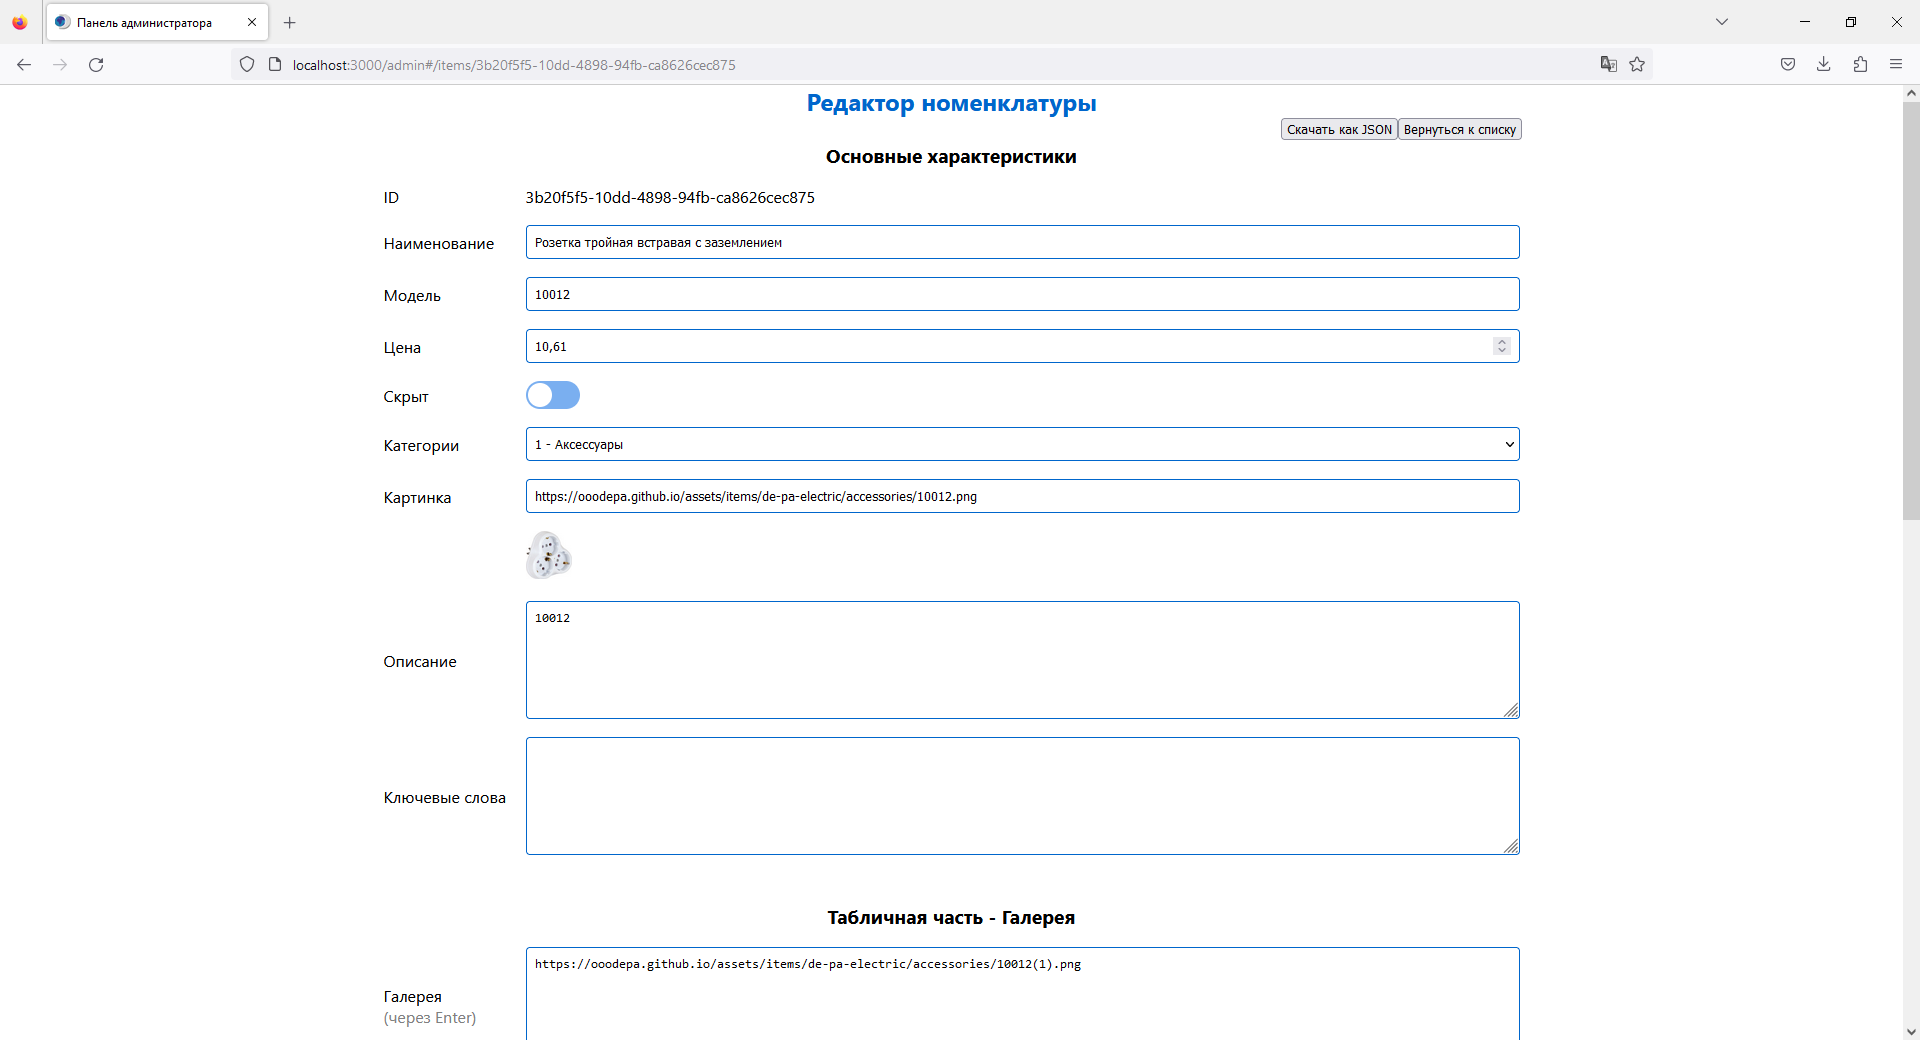 Панель администратора
localhost:3000/admin#/items/3b20f5f5-10dd-4898-94fb-ca8626cec875
Редактор номенклатуры
Скачать как JSON Вернуться к списку
Основные характеристики
ID 3b20f5f5-10dd-4898-94fb-ca8626cec875
Наименование Розетка тройная встравая с заземлением
Модель 10012
Цена 10,61
Скрыт
Категории 1 - Аксессуары
Картинка https://ooodepa.github.io/assets/items/de-pa-electric/accessories/10012.png
10012
Описание
Ключевые слова
Табличная часть - Галерея
https://ooodepa.github.io/assets/items/de-pa-electric/accessories/10012(1).png
Галерея
(через Enter)